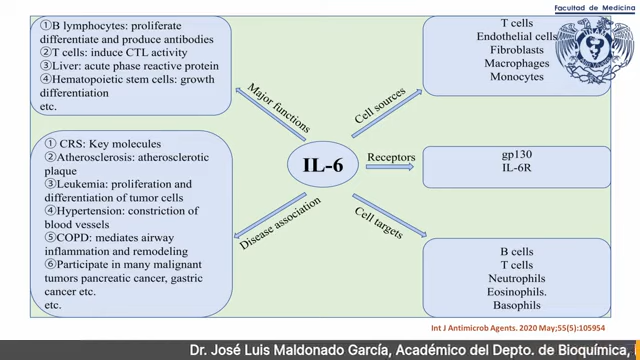 Facultad de Medicina
①B lymphocytes: proliferate
differentiate and produce antibodies
②T cells: induce CTL activity
③Liver: acute phase reactive protein
④Hematopoietic stem cells: growth
differentiation
etc.
T cells
Endothelial cells
Fibroblasts
Macrophages
Monocytes
Major functions
Cell sources
① CRS: Key molecules
②Atherosclerosis: atherosclerotic
plaque
③Leukemia: proliferation and
differentiation of tumor cells
④Hypertension: constriction of
blood vessels
⑤COPD: mediates airway
inflammation and remodeling
⑥Participate in many malignant
tumors pancreatic cancer, gastric
cancer etc.
etc.
IL-6
Receptors
gp130
IL-6R
Disease association
Cell targets
B cells
T cells
Neutrophils
Eosinophils.
Basophils
Int J Antimicrob Agents. 2020 May;55(5):105954
Dr. José Luis Maldonado García, Académico del Depto. de Bioquímica,